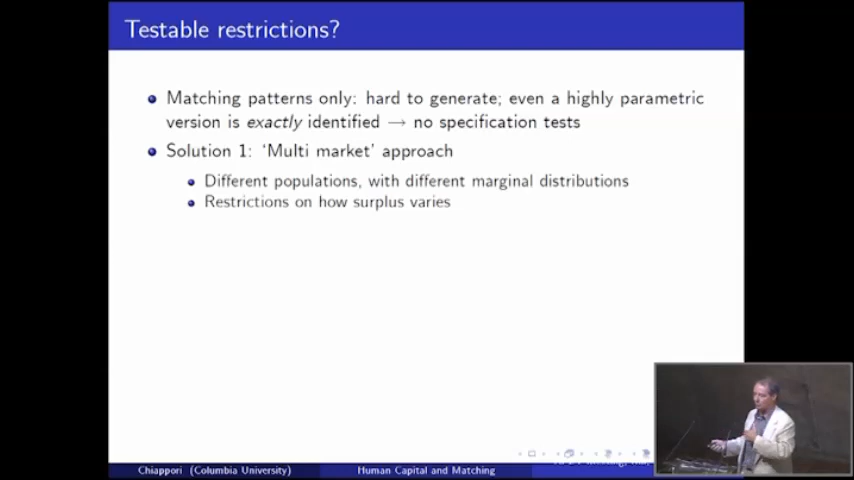 Testable restrictions?
Matching patterns only: hard to generate; even a highly parametric
version is exactly identified → no specification tests
Solution 1: 'Multi market' approach
Different populations, with different marginal distributions
Restrictions on how surplus varies
Chiappori (Columbia University)
Human Capital and Matching